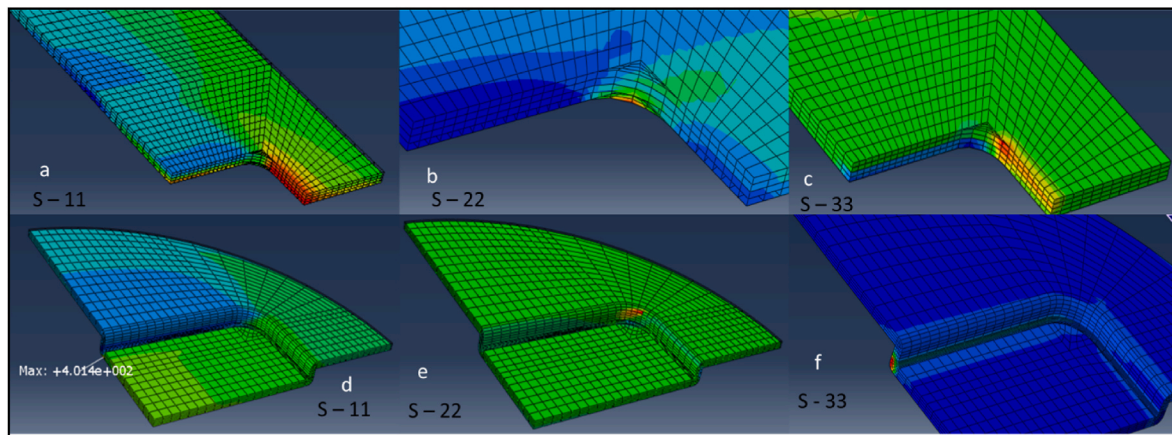 a
S – 11
b
S – 22
c
S – 33
Max: +4.014e+002
d
S – 11
e
S – 22
f
S - 33